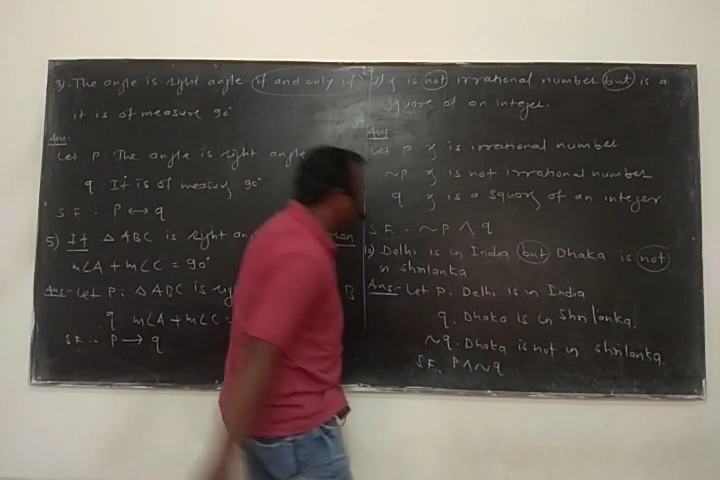 3). The angle is right angle if and only if
it is of measure 90°
Ans:
Let p: The angle is right angle
q: It is of measure 90°
S.F. - P ↔ q
5) If △ABC is right
m∠A + m∠C = 90°
Ans:- Let P: △ABC is B
q m∠A + m∠C =
S.F. - P → q
7) x is not irrational number but is a
square of an integer.
Ans
Let p x is irrational number
~p x is not irrational number
q x is a square of an integer.
S.F. - ~p ∧ q
10) Delhi is in India but Dhaka is not
in Shrilanka
Ans:- Let p. Delhi is in India
q. Dhaka is in Shrilanka.
~q. Dhaka is not in Shrilanka.
S.F. P ∧ ~q